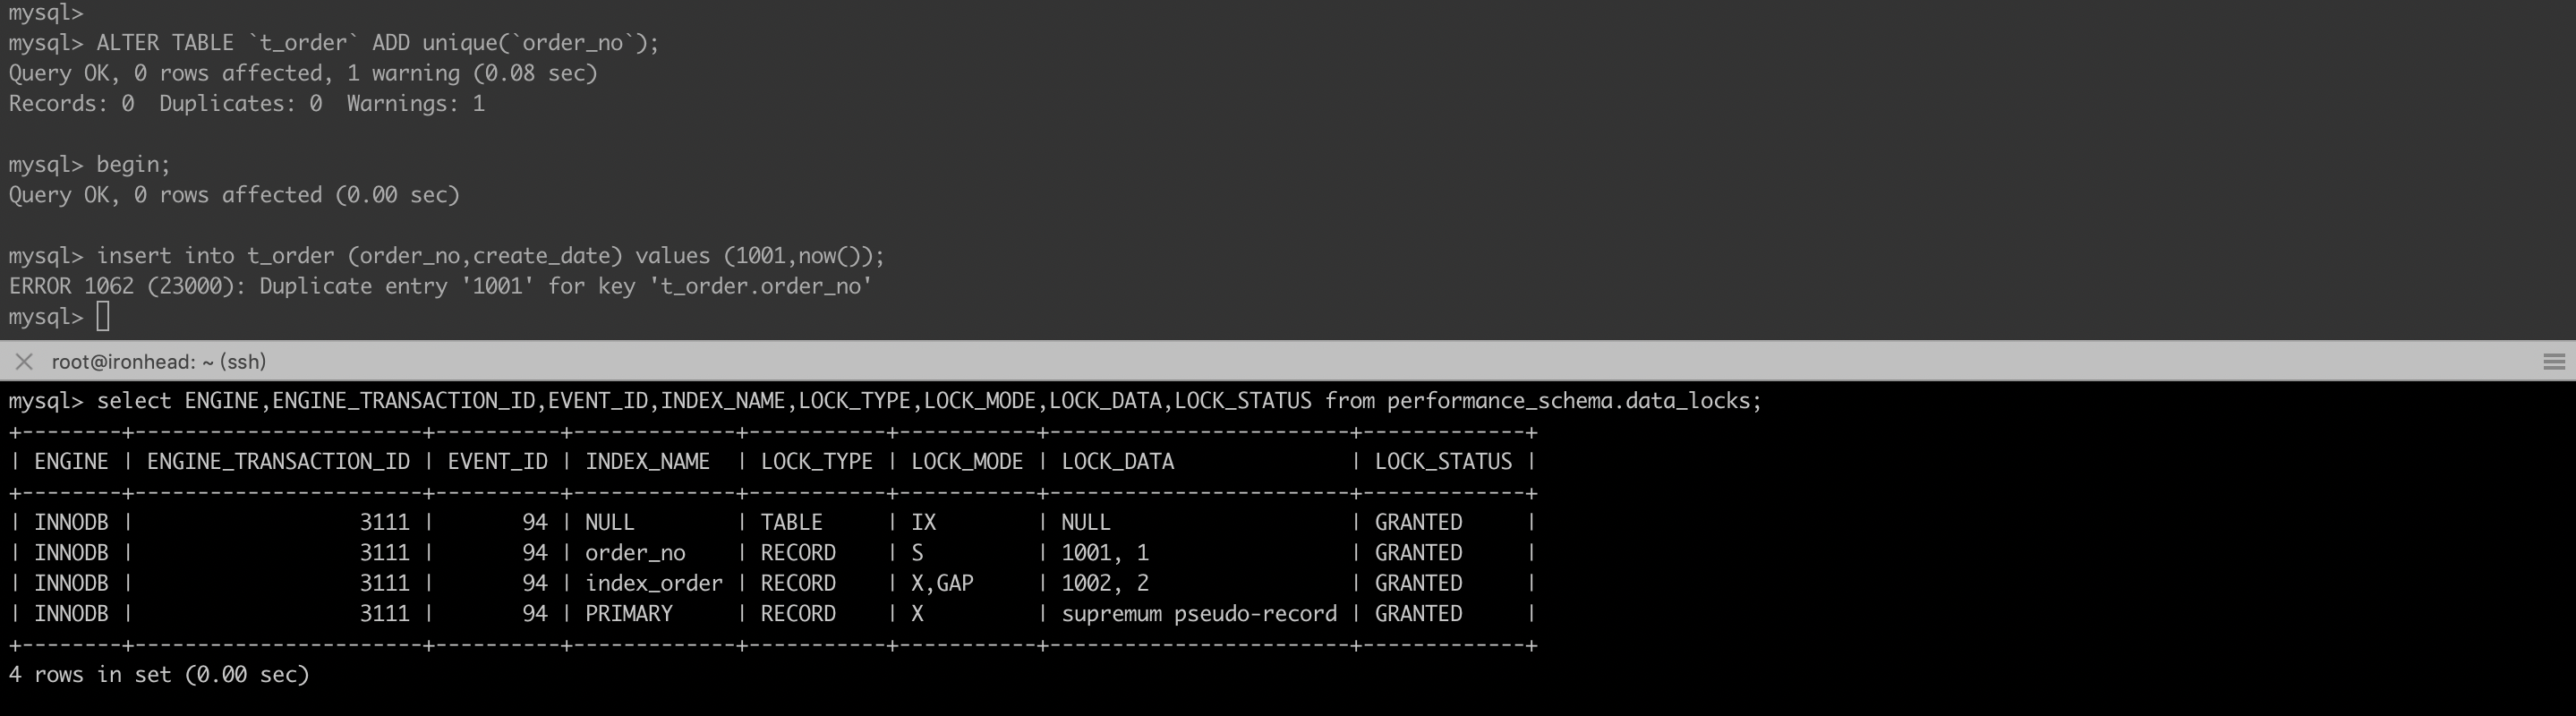 mysql>
mysql> ALTER TABLE `t_order` ADD unique(`order_no`);
Query OK, 0 rows affected, 1 warning (0.08 sec)
Records: 0  Duplicates: 0  Warnings: 1
mysql> begin;
Query OK, 0 rows affected (0.00 sec)
mysql> insert into t_order (order_no,create_date) values (1001,now());
ERROR 1062 (23000): Duplicate entry '1001' for key 't_order.order_no'
mysql>
root@ironhead: ~ (ssh)
mysql> select ENGINE,ENGINE_TRANSACTION_ID,EVENT_ID,INDEX_NAME,LOCK_TYPE,LOCK_MODE,LOCK_DATA,LOCK_STATUS from performance_schema.data_locks;
+--------+-----------------------+----------+-------------+-----------+-----------+------------------------+-------------+
| ENGINE | ENGINE_TRANSACTION_ID | EVENT_ID | INDEX_NAME  | LOCK_TYPE | LOCK_MODE | LOCK_DATA              | LOCK_STATUS |
+--------+-----------------------+----------+-------------+-----------+-----------+------------------------+-------------+
| INNODB |                  3111 |       94 | NULL        | TABLE     | IX        | NULL                   | GRANTED     |
| INNODB |                  3111 |       94 | order_no    | RECORD    | S         | 1001, 1                | GRANTED     |
| INNODB |                  3111 |       94 | index_order | RECORD    | X,GAP     | 1002, 2                | GRANTED     |
| INNODB |                  3111 |       94 | PRIMARY     | RECORD    | X         | supremum pseudo-record | GRANTED     |
+--------+-----------------------+----------+-------------+-----------+-----------+------------------------+-------------+
4 rows in set (0.00 sec)